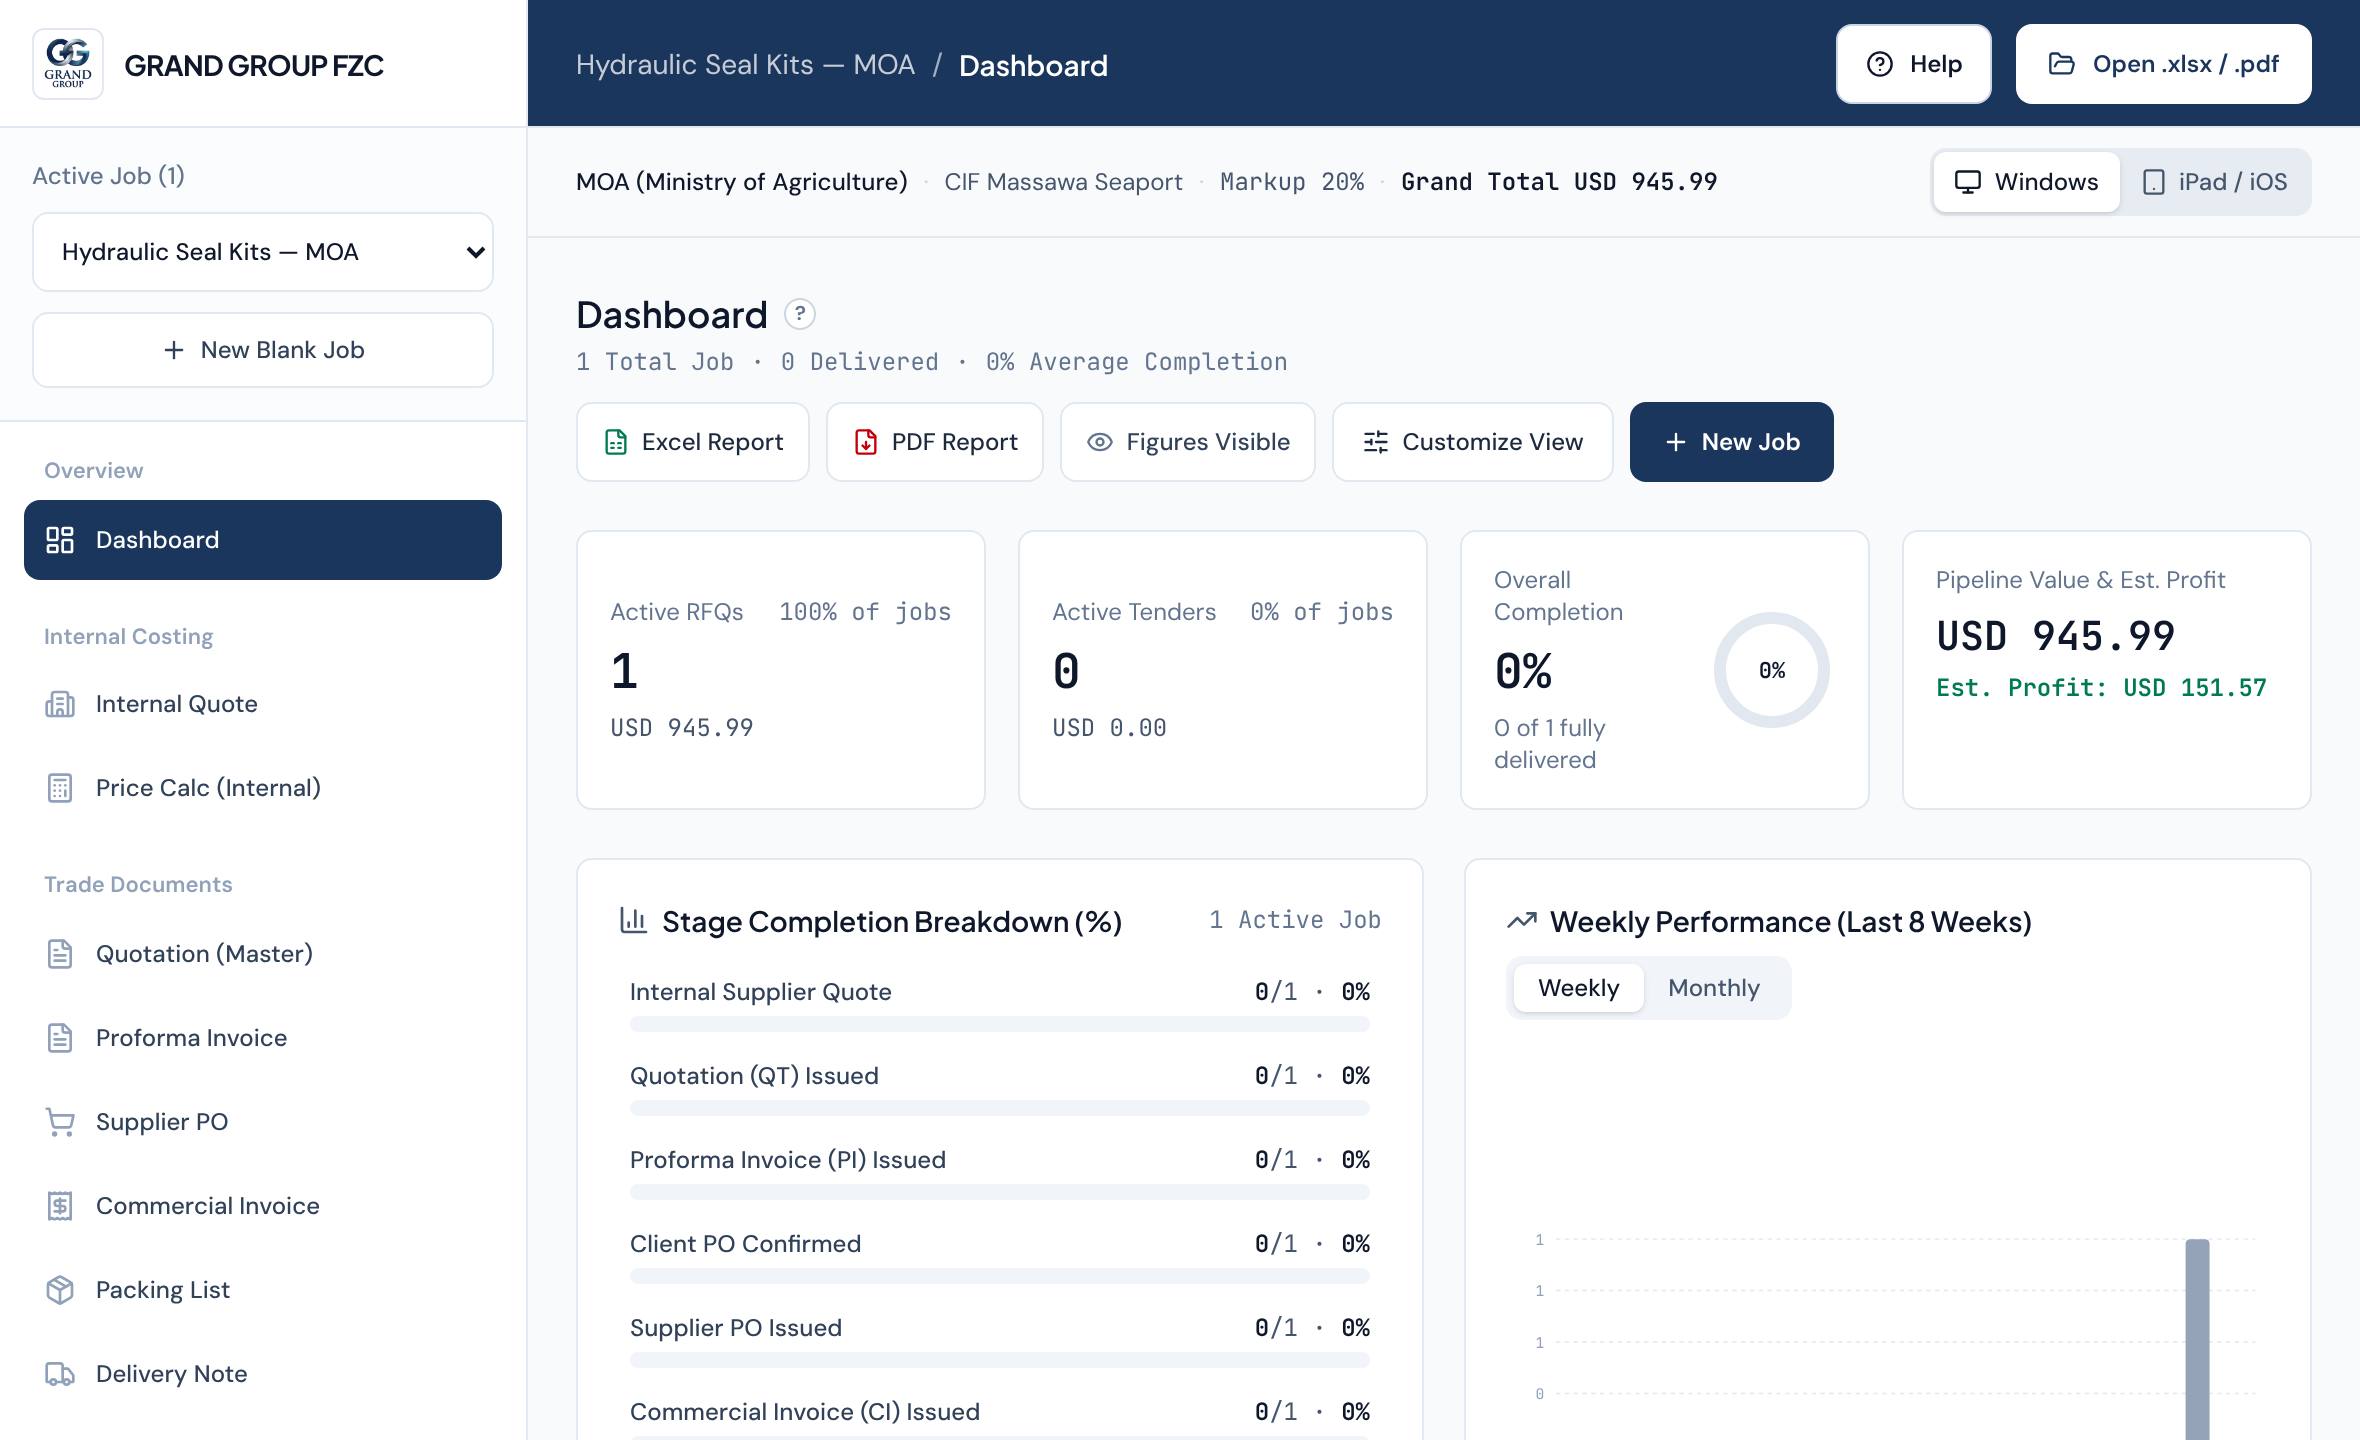 GRAND
GROUP
GRAND GROUP FZC
Hydraulic Seal Kits — MOA / Dashboard
Help
Open .xlsx / .pdf
Active Job (1)
Hydraulic Seal Kits — MOA
New Blank Job
MOA (Ministry of Agriculture) · CIF Massawa Seaport · Markup 20% · Grand Total USD 945.99
Windows
iPad / iOS
Overview
Dashboard
Internal Costing
Internal Quote
Price Calc (Internal)
Trade Documents
Quotation (Master)
Proforma Invoice
Supplier PO
Commercial Invoice
Packing List
Delivery Note
Dashboard ?
1 Total Job · 0 Delivered · 0% Average Completion
Excel Report
PDF Report
Figures Visible
Customize View
New Job
Active RFQs 100% of jobs
1
USD 945.99
Active Tenders 0% of jobs
0
USD 0.00
Overall
Completion
0%
0 of 1 fully
delivered
0%
Pipeline Value & Est. Profit
USD 945.99
Est. Profit: USD 151.57
Stage Completion Breakdown (%) 1 Active Job
Internal Supplier Quote 0/1 · 0%
Quotation (QT) Issued 0/1 · 0%
Proforma Invoice (PI) Issued 0/1 · 0%
Client PO Confirmed 0/1 · 0%
Supplier PO Issued 0/1 · 0%
Commercial Invoice (CI) Issued 0/1 · 0%
Weekly Performance (Last 8 Weeks)
Weekly Monthly
1
1
1
0